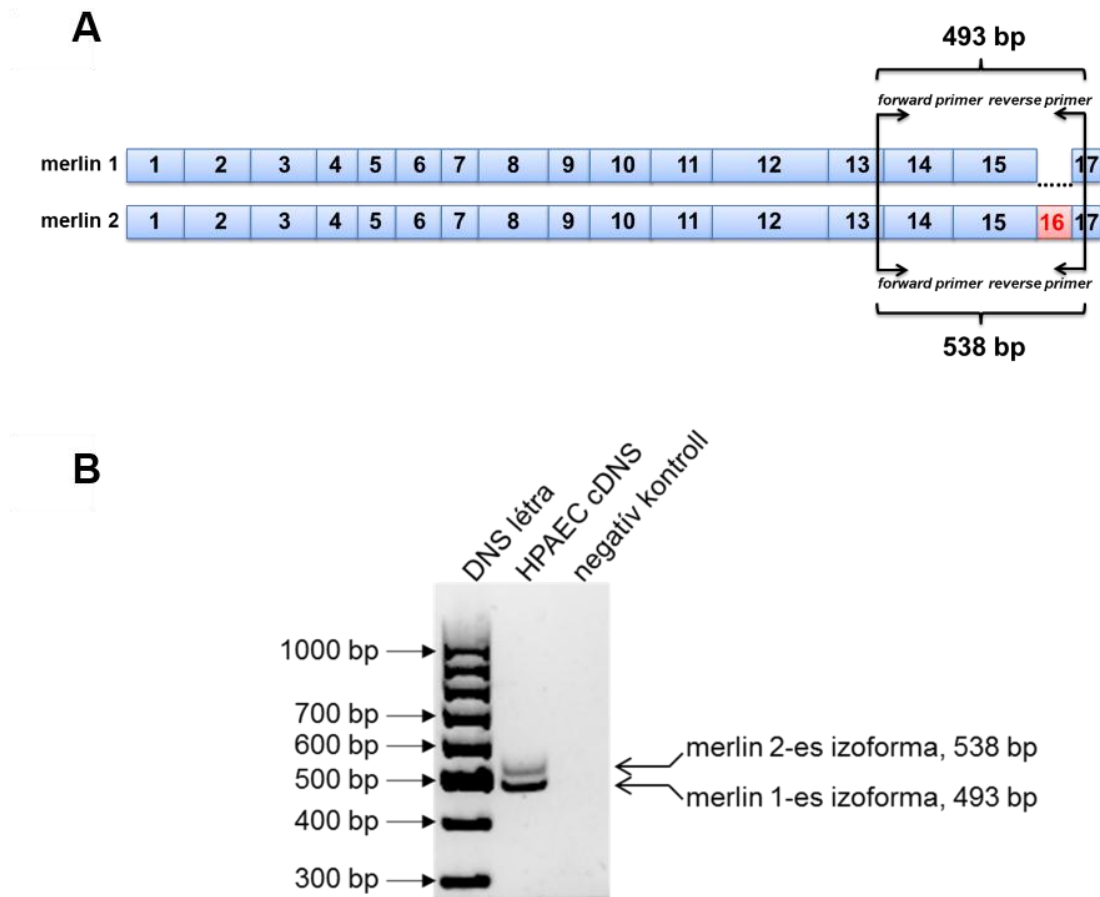 A
493 bp
forward primer reverse primer
merlin 1 1 2 3 4 5 6 7 8 9 10 11 12 13 14 15 17
merlin 2 1 2 3 4 5 6 7 8 9 10 11 12 13 14 15 16 17
forward primer reverse primer
538 bp
B
DNS létra
HPAEC cDNS
negatív kontroll
1000 bp
700 bp
600 bp
500 bp
400 bp
300 bp
merlin 2-es izoforma, 538 bp
merlin 1-es izoforma, 493 bp